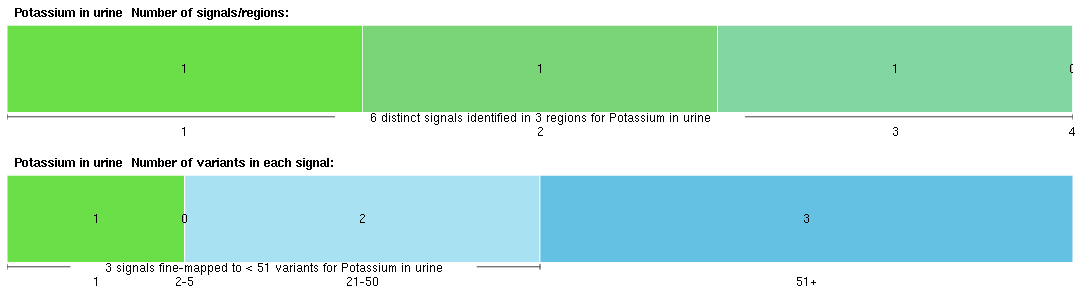 Potassium in urine Number of signals/regions:
1 1 1 0
6 distinct signals identified in 3 regions for Potassium in urine
1 2 3 4
Potassium in urine Number of variants in each signal:
1 0 2 3
3 signals fine-mapped to < 51 variants for Potassium in urine
1 2-5 21-50 51+